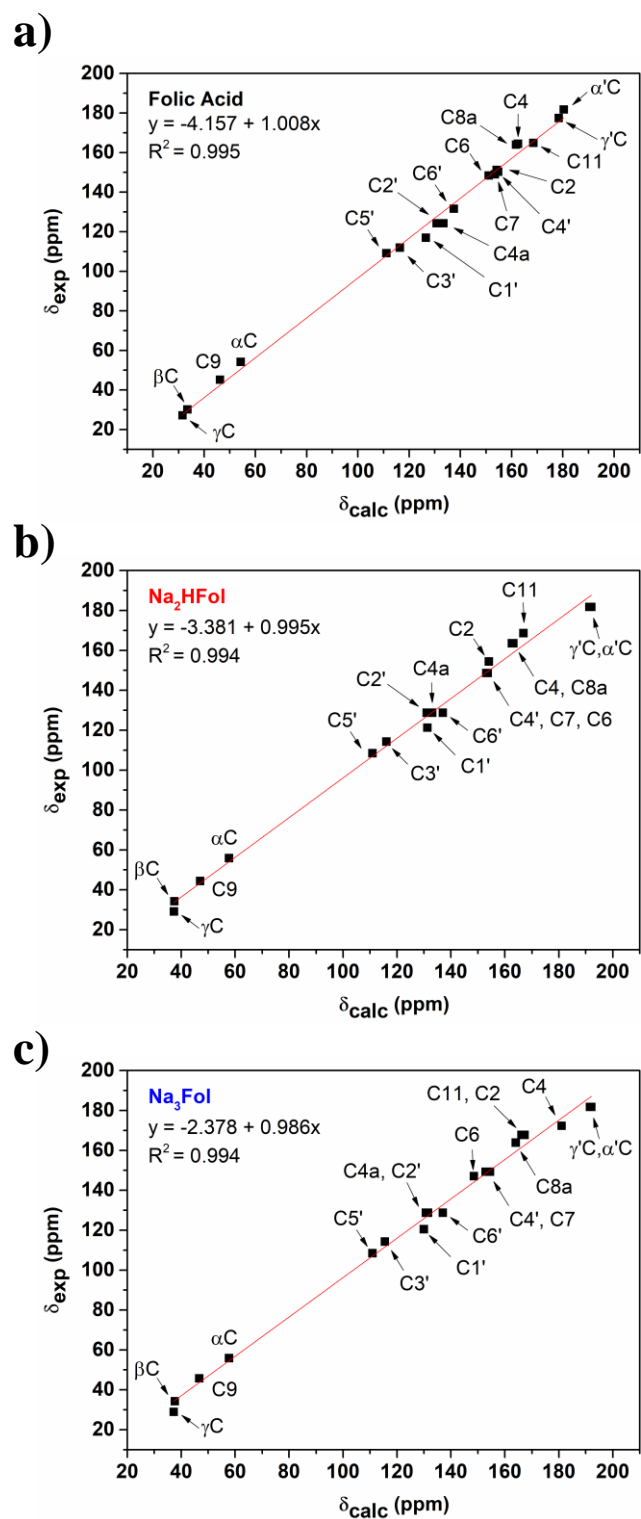 a)
Folic Acid
y = -4.157 + 1.008x
R² = 0.995
δexp (ppm)
200
180
160
140
120
100
80
60
40
20
20 40 60 80 100 120 140 160 180 200
δcalc (ppm)
α'C
γ'C
C4
C8a
C11
C6
C2
C4'
C7
C6'
C2'
C4a
C5'
C1'
C3'
αC
C9
βC
γC
b)
Na₂HFol
y = -3.381 + 0.995x
R² = 0.994
δexp (ppm)
200
180
160
140
120
100
80
60
40
20
20 40 60 80 100 120 140 160 180 200
δcalc (ppm)
C11
γ'C,α'C
C2
C4, C8a
C4a
C2'
C4', C7, C6
C5'
C6'
C1'
C3'
αC
C9
βC
γC
c)
Na₃Fol
y = -2.378 + 0.986x
R² = 0.994
δexp (ppm)
200
180
160
140
120
100
80
60
40
20
20 40 60 80 100 120 140 160 180 200
δcalc (ppm)
C11, C2
C4
γ'C,α'C
C6
C8a
C4a, C2'
C4', C7
C5'
C6'
C1'
C3'
αC
C9
βC
γC